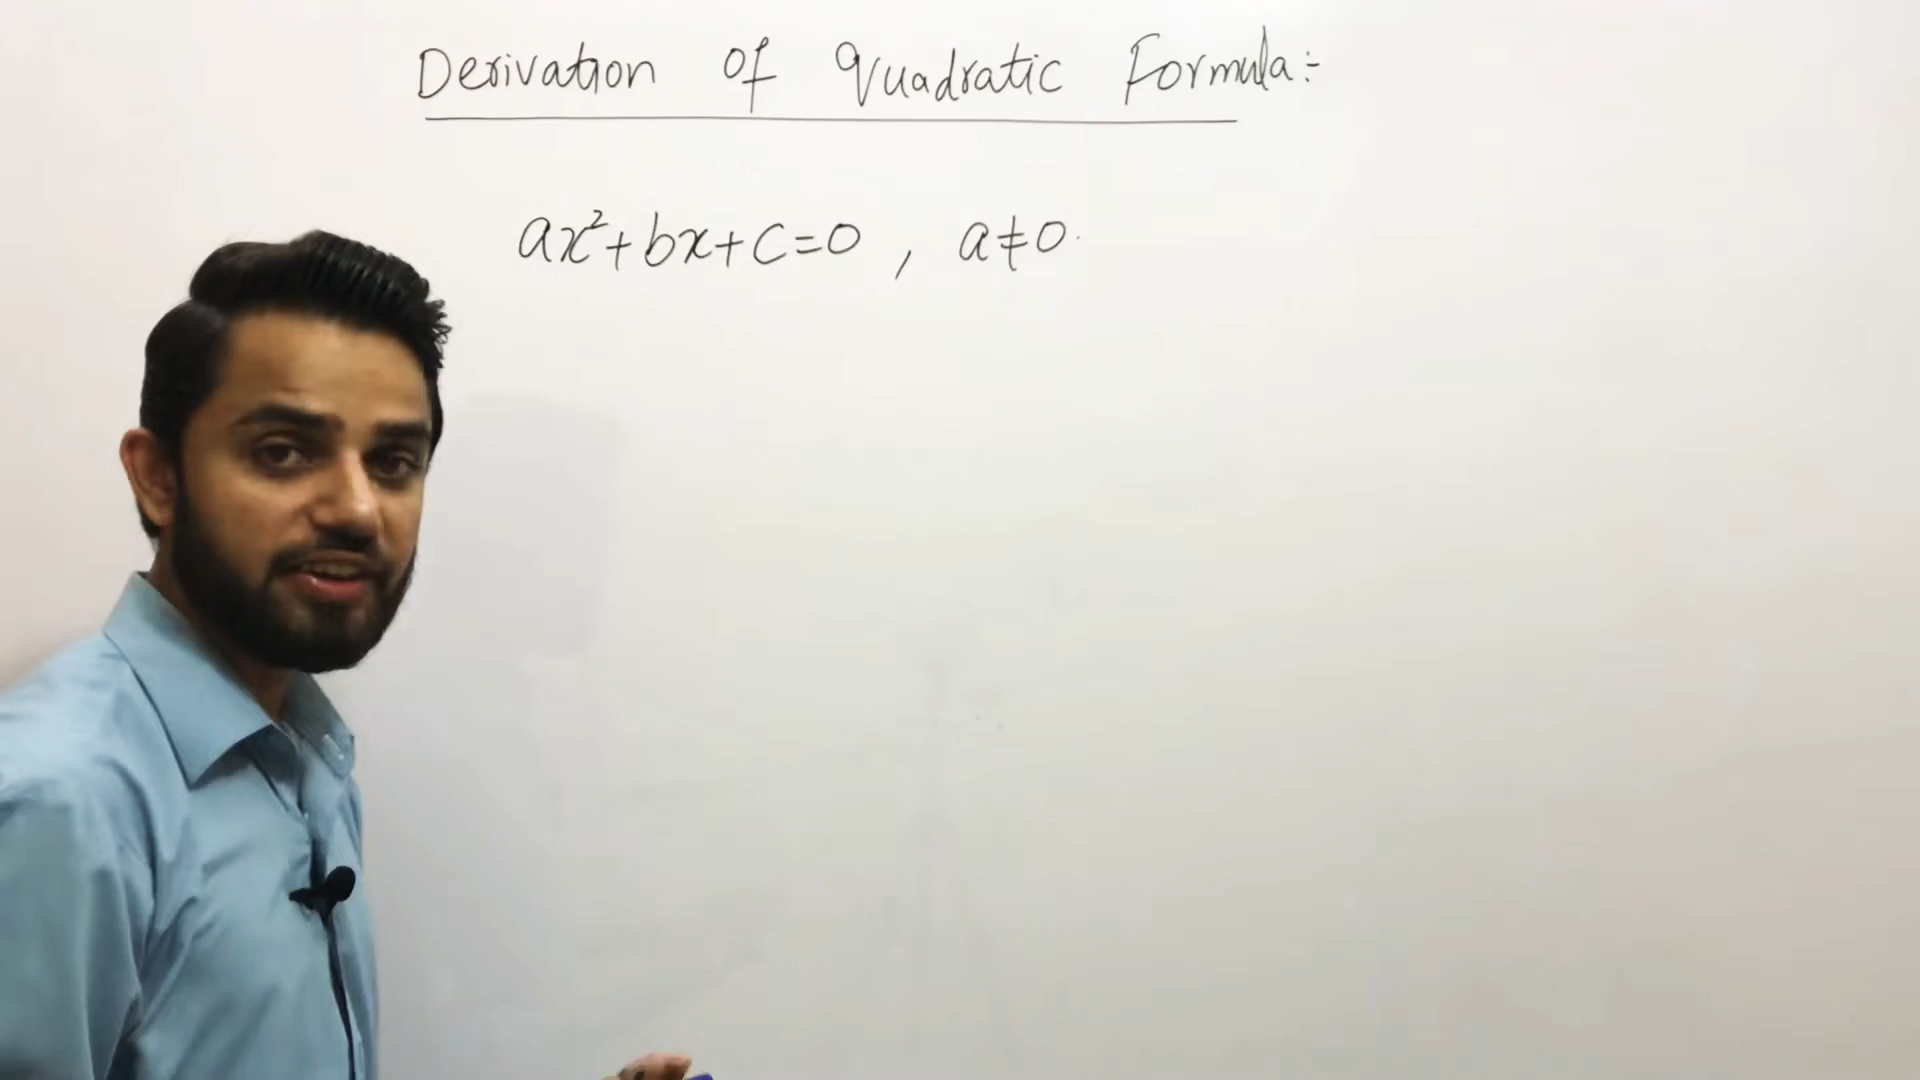 Derivation of Quadratic Formula:-
ax²+bx+c=0 , a≠0.